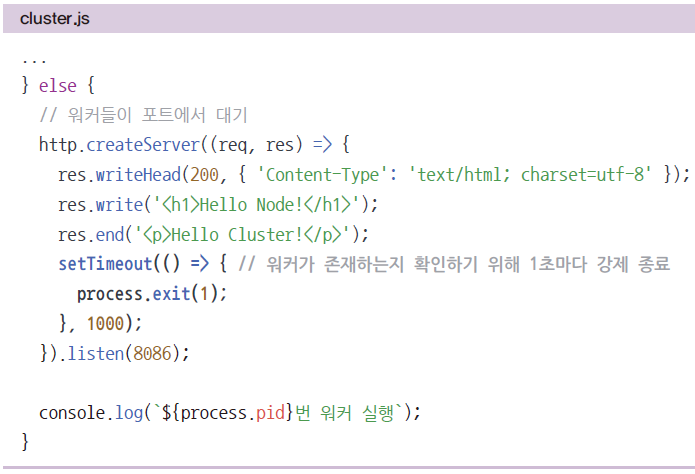 cluster.js
...
} else {
  // 워커들이 포트에서 대기
  http.createServer((req, res) => {
    res.writeHead(200, { 'Content-Type': 'text/html; charset=utf-8' });
    res.write('<h1>Hello Node!</h1>');
    res.end('<p>Hello Cluster!</p>');
    setTimeout(() => { // 워커가 존재하는지 확인하기 위해 1초마다 강제 종료
      process.exit(1);
    }, 1000);
  }).listen(8086);

  console.log(`${process.pid}번 워커 실행`);
}